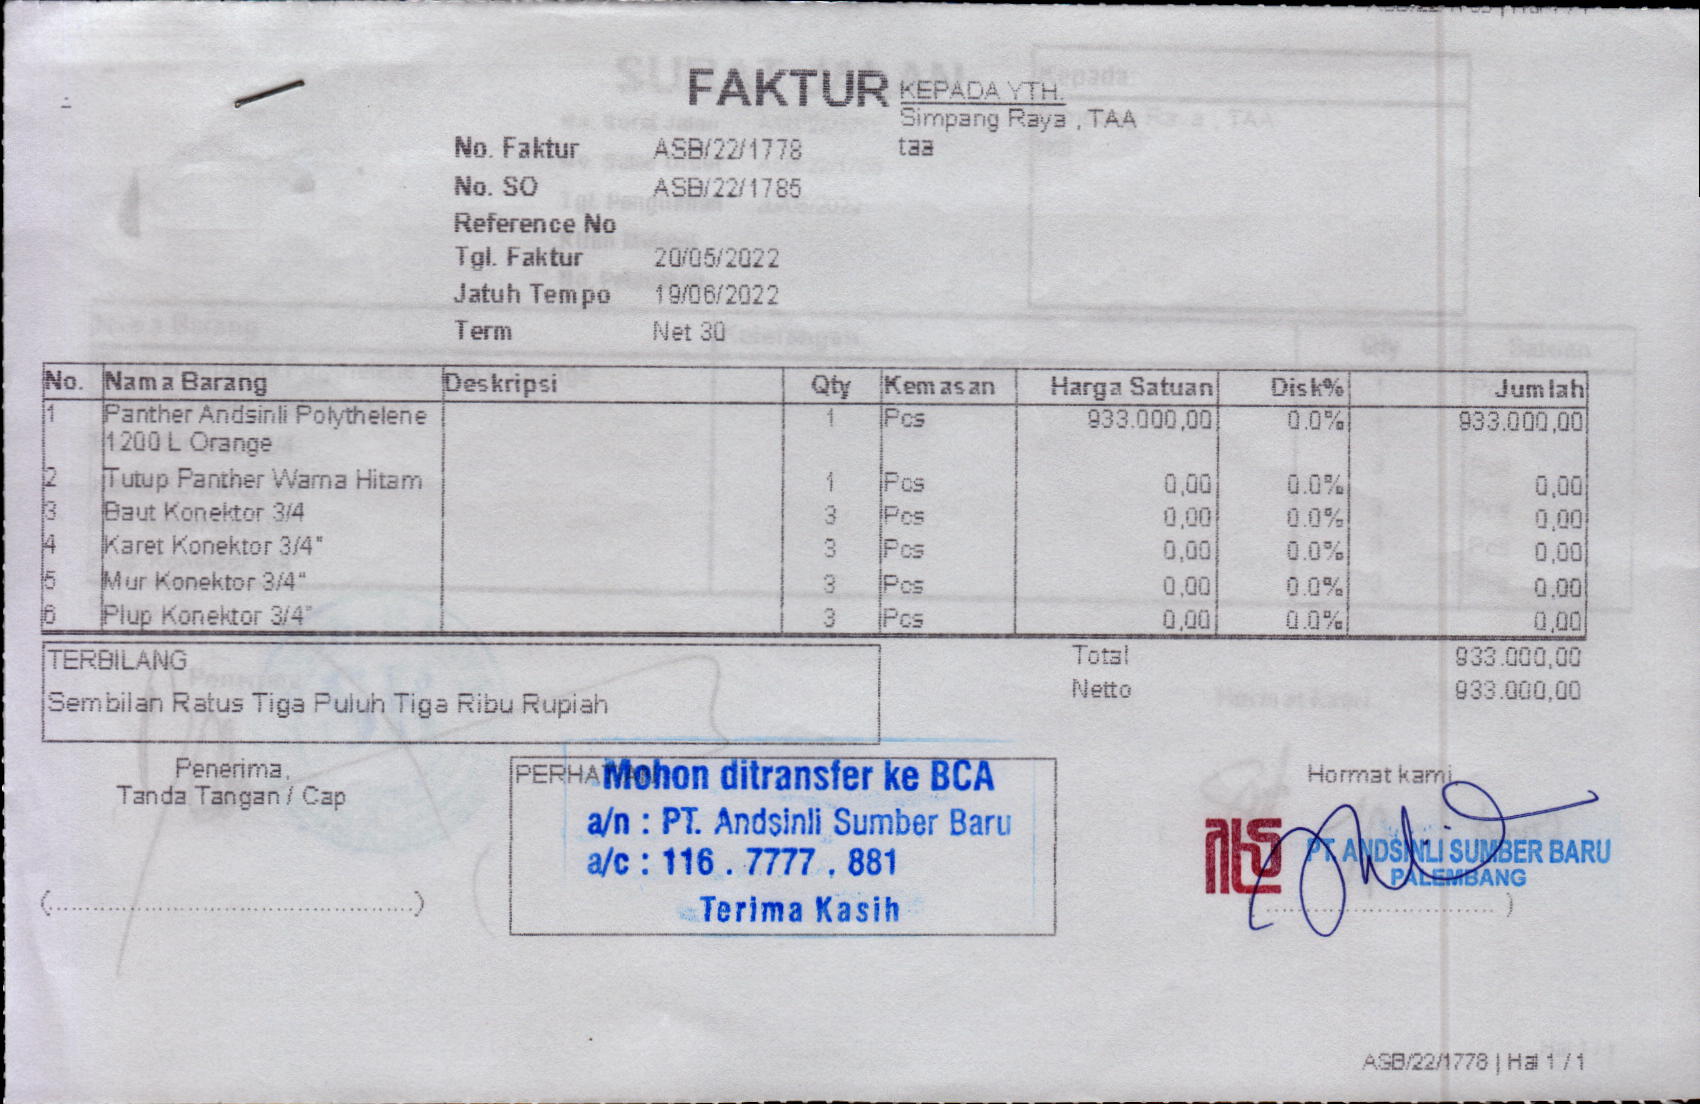 FAKTUR
KEPADA YTH.
Simpang Raya , TAA
taa
No. Faktur ASB/22/1778
No. SO ASB/22/1785
Reference No
Tgl. Faktur 20/05/2022
Jatuh Tempo 19/06/2022
Term Net 30
No. Nama Barang Deskripsi Qty Kemasan Harga Satuan Disk% Jumlah
1 Panther Andsinli Polythelene 1 Pcs 933.000,00 0.0% 933.000,00
1200 L Orange
2 Tutup Panther Warna Hitam 1 Pcs 0,00 0.0% 0,00
3 Baut Konektor 3/4 3 Pcs 0,00 0.0% 0,00
4 Karet Konektor 3/4" 3 Pcs 0,00 0.0% 0,00
5 Mur Konektor 3/4" 3 Pcs 0,00 0.0% 0,00
6 Plup Konektor 3/4" 3 Pcs 0,00 0.0% 0,00
TERBILANG
Sembilan Ratus Tiga Puluh Tiga Ribu Rupiah
Total 933.000,00
Netto 933.000,00
Penerima,
Tanda Tangan / Cap
(......................................................)
Mohon ditransfer ke BCA
a/n : PT. Andsinli Sumber Baru
a/c : 116 . 7777 . 881
Terima Kasih
Hormat kami
PT. ANDSINLI SUMBER BARU
PALEMBANG
ASB/22/1778 | Hal 1 / 1